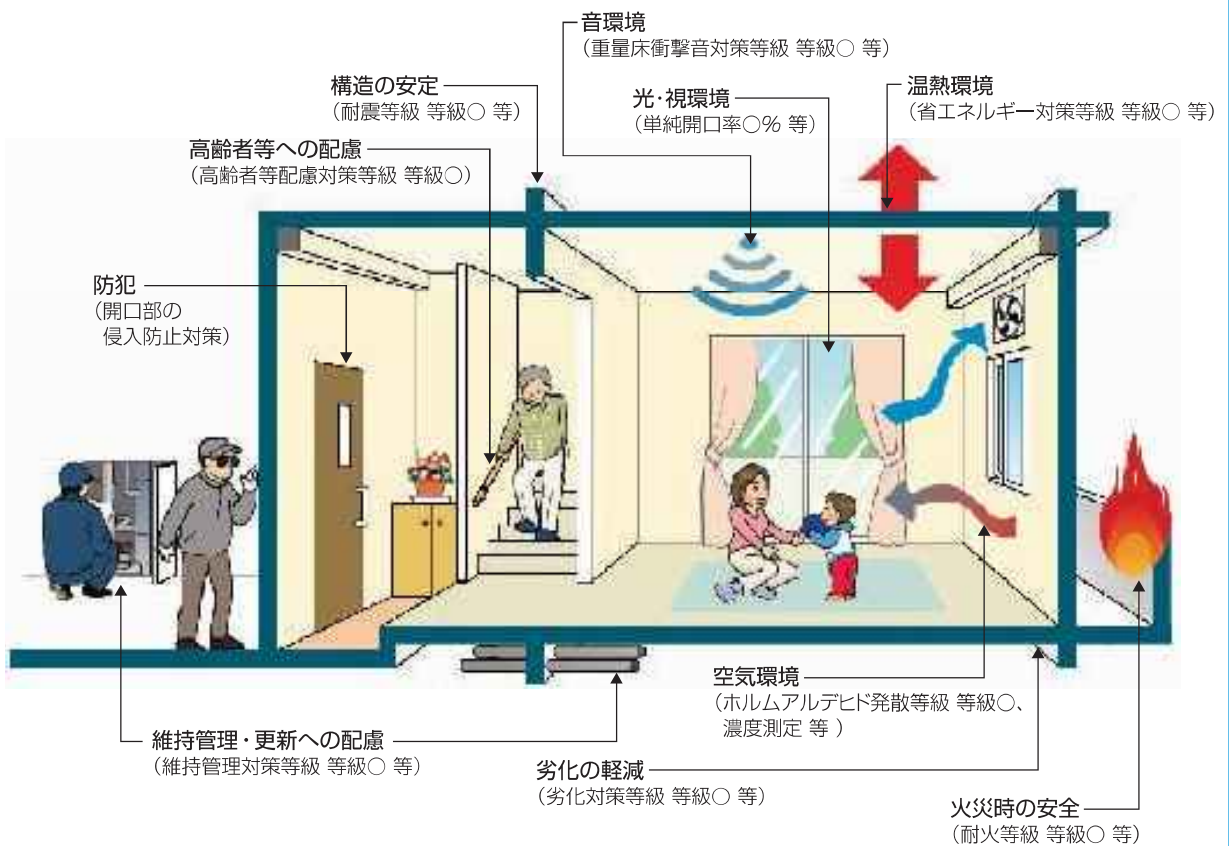 音環境
（重量床衝撃音対策等級 等級○ 等）
構造の安定
（耐震等級 等級○ 等）
光・視環境
（単純開口率○% 等）
温熱環境
（省エネルギー対策等級 等級○ 等）
高齢者等への配慮
（高齢者等配慮対策等級 等級○）
防犯
（開口部の
侵入防止対策）
空気環境
（ホルムアルデヒド発散等級 等級○、
濃度測定 等 ）
維持管理・更新への配慮
（維持管理対策等級 等級○ 等）
劣化の軽減
（劣化対策等級 等級○ 等）
火災時の安全
（耐火等級 等級○ 等）